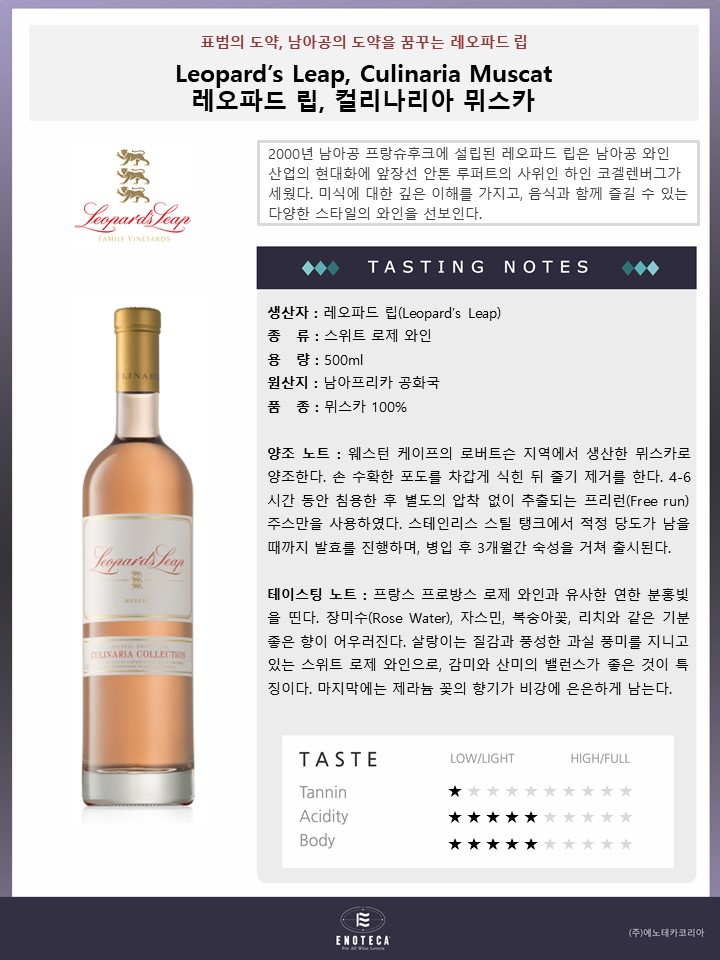 표범의 도약, 남아공의 도약을 꿈꾸는 레오파드 립
Leopard's Leap, Culinaria Muscat
레오파드 립, 컬리나리아 뮈스카
Leopard's Leap
FAMILY VINEYARDS
2000년 남아공 프랑슈후크에 설립된 레오파드 립은 남아공 와인
산업의 현대화에 앞장선 안톤 루퍼트의 사위인 하인 코겔렌버그가
세웠다. 미식에 대한 깊은 이해를 가지고, 음식과 함께 즐길 수 있는
다양한 스타일의 와인을 선보인다.
TASTING NOTES
생산자 : 레오파드 립(Leopard's Leap)
종 류 : 스위트 로제 와인
용 량 : 500ml
원산지 : 남아프리카 공화국
품 종 : 뮈스카 100%
양조 노트 : 웨스턴 케이프의 로버트슨 지역에서 생산한 뮈스카로
양조한다. 손 수확한 포도를 차갑게 식힌 뒤 줄기 제거를 한다. 4-6
시간 동안 침용한 후 별도의 압착 없이 추출되는 프리런(Free run)
주스만을 사용하였다. 스테인리스 스틸 탱크에서 적정 당도가 남을
때까지 발효를 진행하며, 병입 후 3개월간 숙성을 거쳐 출시된다.
테이스팅 노트 : 프랑스 프로방스 로제 와인과 유사한 연한 분홍빛
을 띤다. 장미수(Rose Water), 자스민, 복숭아꽃, 리치와 같은 기분
좋은 향이 어우러진다. 살랑이는 질감과 풍성한 과실 풍미를 지니고
있는 스위트 로제 와인으로, 감미와 산미의 밸런스가 좋은 것이 특
징이다. 마지막에는 제라늄 꽃의 향기가 비강에 은은하게 남는다.
CULINARIA
Leopard's Leap
MUSCAT
CULINARIA COLLECTION
TASTE LOW/LIGHT HIGH/FULL
Tannin ★★★★★★★★★★
Acidity ★★★★★★★★★★
Body ★★★★★★★★★★
ENOTECA
For All Wine Lovers
(주)에노테카코리아